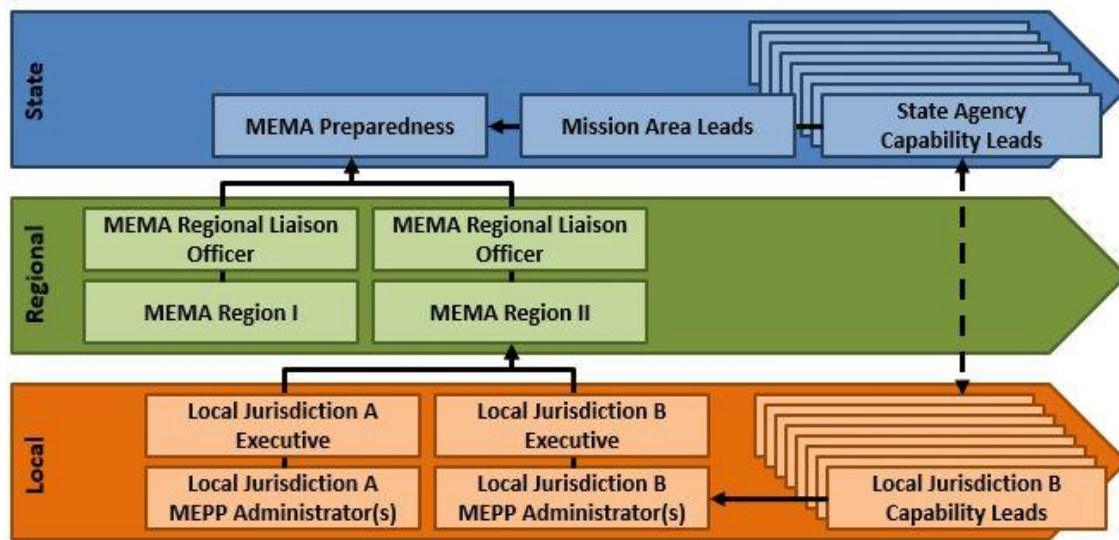 State
MEMA Preparedness
Mission Area Leads
State Agency
Capability Leads
Regional
MEMA Regional Liaison
Officer
MEMA Regional Liaison
Officer
MEMA Region I
MEMA Region II
Local
Local Jurisdiction A
Executive
Local Jurisdiction B
Executive
Local Jurisdiction A
MEPP Administrator(s)
Local Jurisdiction B
MEPP Administrator(s)
Local Jurisdiction B
Capability Leads